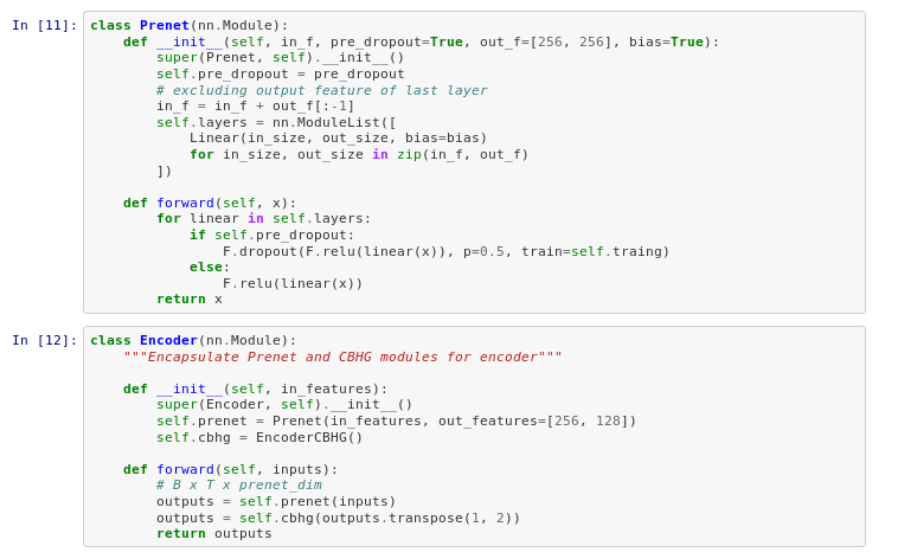 In [11]: class Prenet(nn.Module):
    def __init__(self, in_f, pre_dropout=True, out_f=[256, 256], bias=True):
        super(Prenet, self).__init__()
        self.pre_dropout = pre_dropout
        # excluding output feature of last layer
        in_f = in_f + out_f[:-1]
        self.layers = nn.ModuleList([
            Linear(in_size, out_size, bias=bias)
            for in_size, out_size in zip(in_f, out_f)
        ])

    def forward(self, x):
        for linear in self.layers:
            if self.pre_dropout:
                F.dropout(F.relu(linear(x)), p=0.5, train=self.traing)
            else:
                F.relu(linear(x))
        return x

In [12]: class Encoder(nn.Module):
    """Encapsulate Prenet and CBHG modules for encoder"""

    def __init__(self, in_features):
        super(Encoder, self).__init__()
        self.prenet = Prenet(in_features, out_features=[256, 128])
        self.cbhg = EncoderCBHG()

    def forward(self, inputs):
        # B x T x prenet_dim
        outputs = self.prenet(inputs)
        outputs = self.cbhg(outputs.transpose(1, 2))
        return outputs